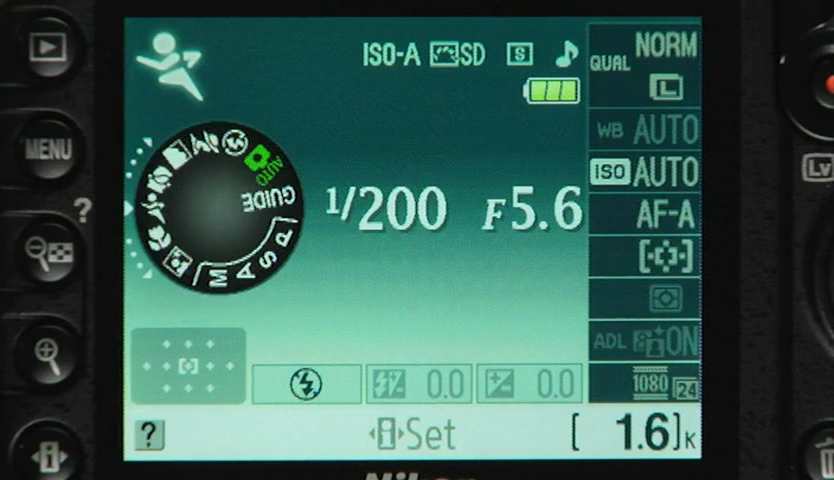 ISO-A SD S
QUAL NORM
L
MENU
WB AUTO
ISO AUTO
AUTO
GUIDE
1/200 F5.6
AF-A
Lv
?
M A S P
ADL ON
0.0 0.0
1080 24
? i Set [ 1.6]K
i
Nikon